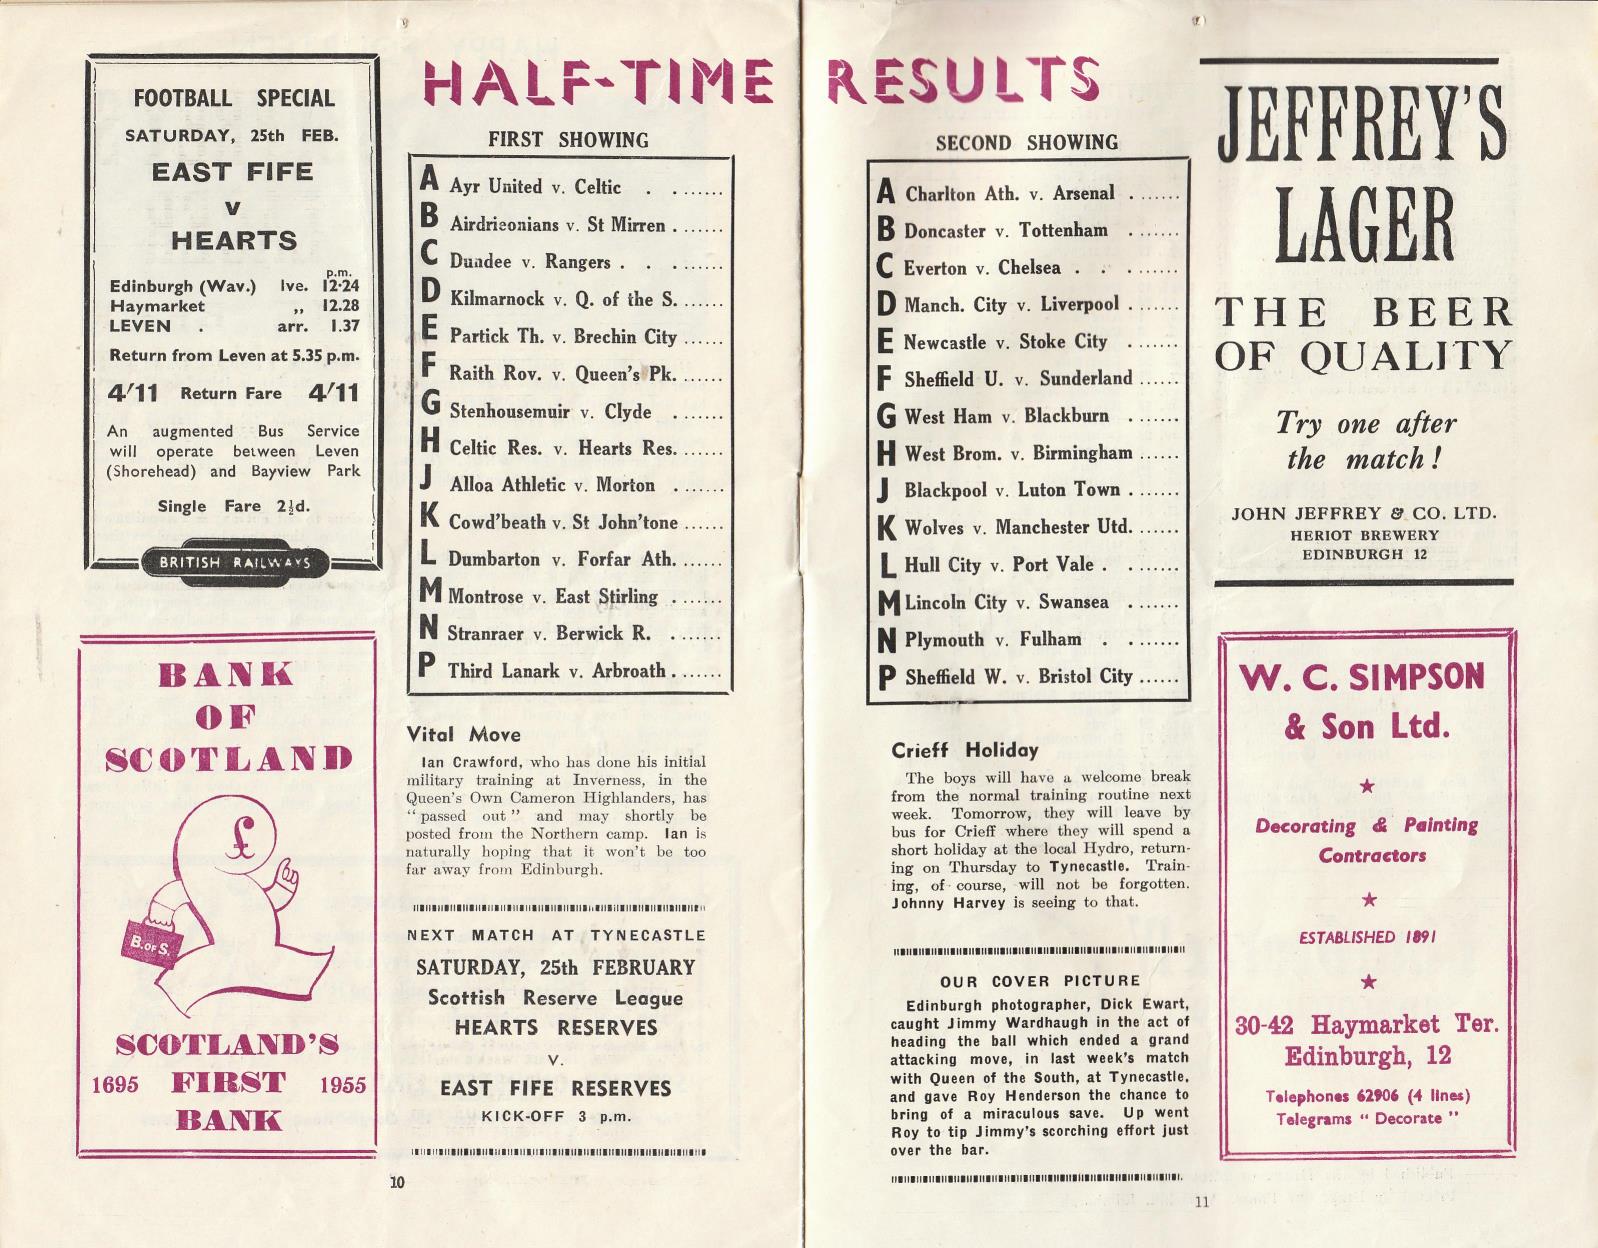 HALF-TIME RESULTS
FOOTBALL SPECIAL
SATURDAY, 25th FEB.
EAST FIFE
v
HEARTS
p.m.
Edinburgh (Wav.) lve. 12·24
Haymarket ,, 12.28
LEVEN . arr. 1.37
Return from Leven at 5.35 p.m.
4/11 Return Fare 4/11
An augmented Bus Service
will operate between Leven
(Shorehead) and Bayview Park
Single Fare 2½d.
BRITISH RAILWAYS
BANK
OF
SCOTLAND
£
B. OF S.
SCOTLAND'S
1695 FIRST 1955
BANK
FIRST SHOWING
A Ayr United v. Celtic . .......
B Airdrieonians v. St Mirren .......
C Dundee v. Rangers . . .......
D Kilmarnock v. Q. of the S. ......
E Partick Th. v. Brechin City ......
F Raith Rov. v. Queen's Pk. ......
G Stenhousemuir v. Clyde .......
H Celtic Res. v. Hearts Res. ......
J Alloa Athletic v. Morton .......
K Cowd'beath v. St John'tone ......
L Dumbarton v. Forfar Ath. ......
M Montrose v. East Stirling .......
N Stranraer v. Berwick R. .......
P Third Lanark v. Arbroath .......
Vital Move
Ian Crawford, who has done his initial
military training at Inverness, in the
Queen's Own Cameron Highlanders, has
" passed out " and may shortly be
posted from the Northern camp. Ian is
naturally hoping that it won't be too
far away from Edinburgh.
NEXT MATCH AT TYNECASTLE
SATURDAY, 25th FEBRUARY
Scottish Reserve League
HEARTS RESERVES
v.
EAST FIFE RESERVES
KICK-OFF 3 p.m.
10
SECOND SHOWING
A Charlton Ath. v. Arsenal .......
B Doncaster v. Tottenham .......
C Everton v. Chelsea . . .......
D Manch. City v. Liverpool .......
E Newcastle v. Stoke City .......
F Sheffield U. v. Sunderland ......
G West Ham v. Blackburn .......
H West Brom. v. Birmingham ......
J Blackpool v. Luton Town .......
K Wolves v. Manchester Utd. ......
L Hull City v. Port Vale . .......
M Lincoln City v. Swansea .......
N Plymouth v. Fulham . .......
P Sheffield W. v. Bristol City ......
Crieff Holiday
The boys will have a welcome break
from the normal training routine next
week. Tomorrow, they will leave by
bus for Crieff where they will spend a
short holiday at the local Hydro, return-
ing on Thursday to Tynecastle. Train-
ing, of course, will not be forgotten.
Johnny Harvey is seeing to that.
OUR COVER PICTURE
Edinburgh photographer, Dick Ewart,
caught Jimmy Wardhaugh in the act of
heading the ball which ended a grand
attacking move, in last week's match
with Queen of the South, at Tynecastle,
and gave Roy Henderson the chance to
bring of a miraculous save. Up went
Roy to tip Jimmy's scorching effort just
over the bar.
JEFFREY'S
LAGER
THE BEER
OF QUALITY
Try one after
the match!
JOHN JEFFREY & CO. LTD.
HERIOT BREWERY
EDINBURGH 12
W. C. SIMPSON
& Son Ltd.
Decorating & Painting
Contractors
ESTABLISHED 1891
30-42 Haymarket Ter.
Edinburgh, 12
Telephones 62906 (4 lines)
Telegrams " Decorate "
11